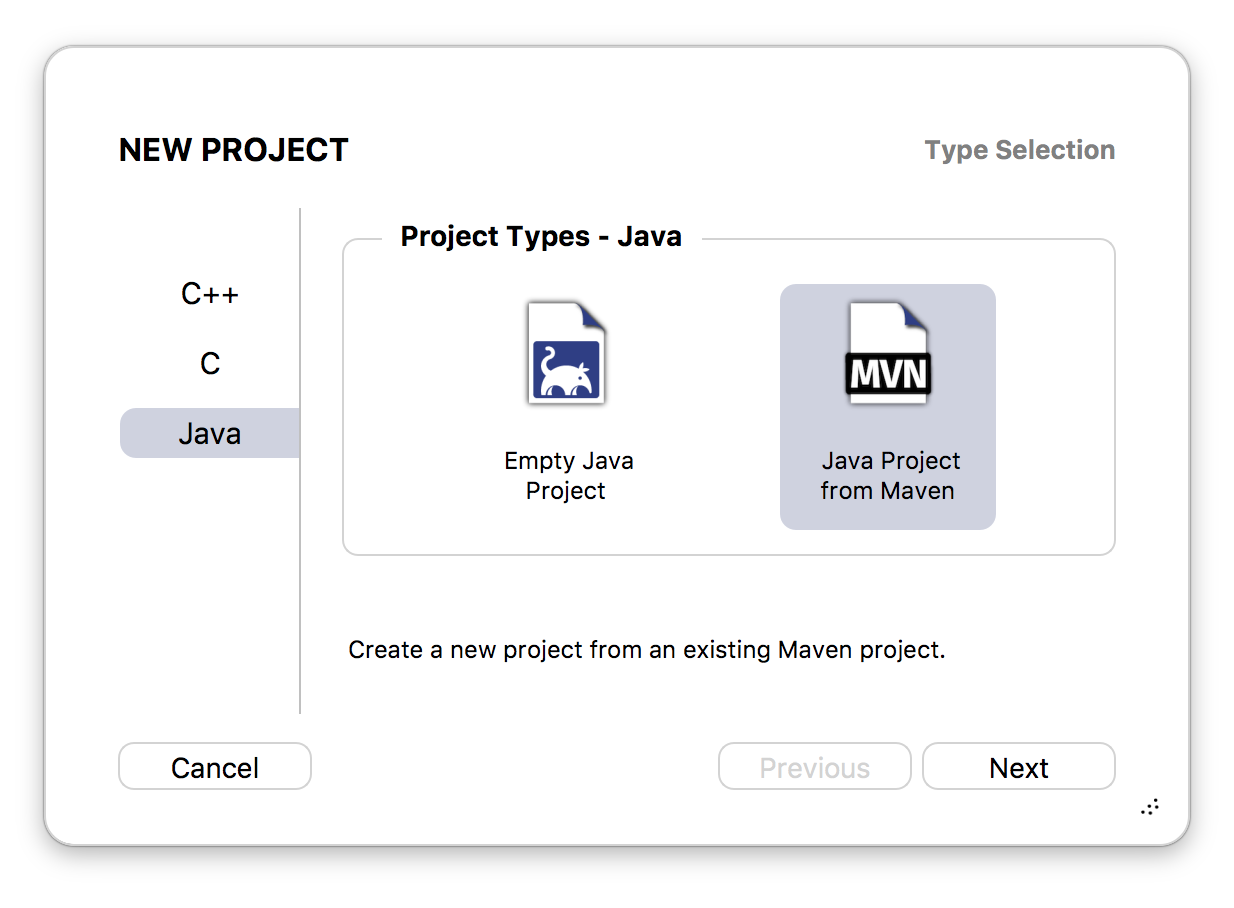 NEW PROJECT
Type Selection
C++
C
Java
Project Types - Java
Empty Java
Project
MVN
Java Project
from Maven
Create a new project from an existing Maven project.
Cancel
Previous
Next